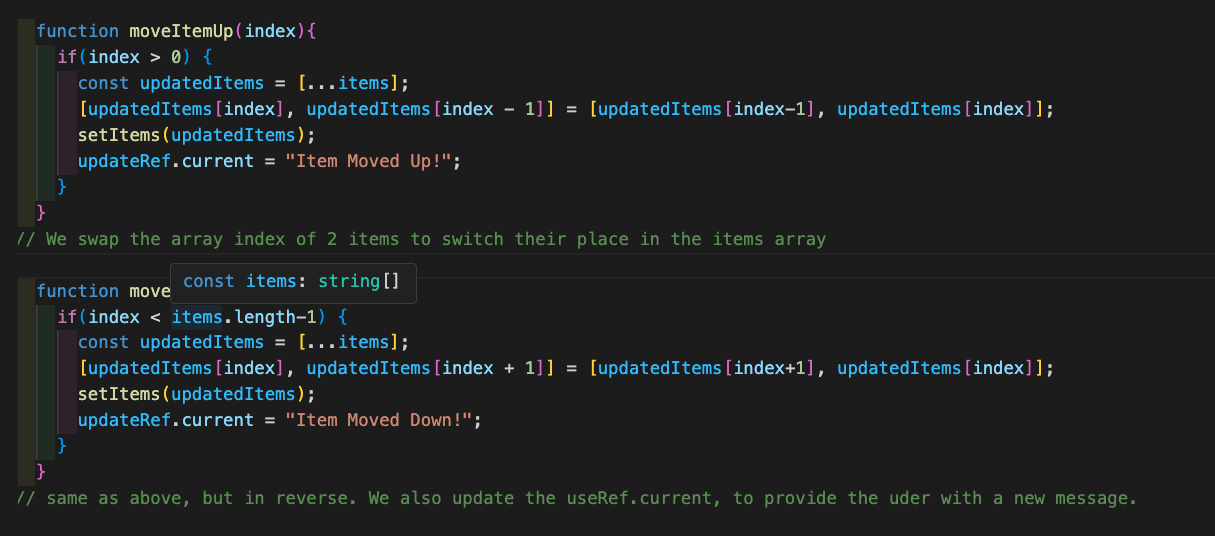 function moveItemUp(index){
if(index > 0) {
const updatedItems = [...items];
[updatedItems[index], updatedItems[index - 1]] = [updatedItems[index-1], updatedItems[index]];
setItems(updatedItems);
updateRef.current = "Item Moved Up!";
}
}
// We swap the array index of 2 items to switch their place in the items array
const items: string[]
function move
if(index < items.length-1) {
const updatedItems = [...items];
[updatedItems[index], updatedItems[index + 1]] = [updatedItems[index+1], updatedItems[index]];
setItems(updatedItems);
updateRef.current = "Item Moved Down!";
}
}
// same as above, but in reverse. We also update the useRef.current, to provide the uder with a new message.